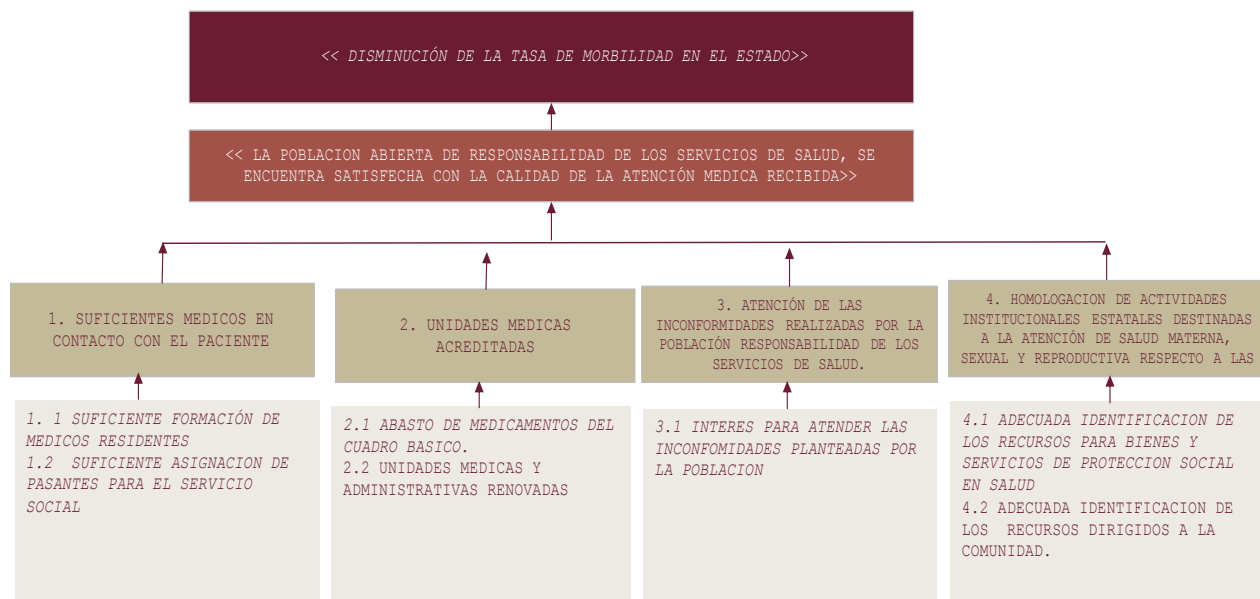 << DISMINUCIÓN DE LA TASA DE MORBILIDAD EN EL ESTADO>>
<< LA POBLACION ABIERTA DE RESPONSABILIDAD DE LOS SERVICIOS DE SALUD, SE
ENCUENTRA SATISFECHA CON LA CALIDAD DE LA ATENCIÓN MEDICA RECIBIDA>>
1. SUFICIENTES MEDICOS EN
CONTACTO CON EL PACIENTE
2. UNIDADES MEDICAS
ACREDITADAS
3. ATENCIÓN DE LAS
INCONFORMIDADES REALIZADAS POR LA
POBLACIÓN RESPONSABILIDAD DE LOS
SERVICIOS DE SALUD.
4. HOMOLOGACION DE ACTIVIDADES
INSTITUCIONALES ESTATALES DESTINADAS
A LA ATENCIÓN DE SALUD MATERNA,
SEXUAL Y REPRODUCTIVA RESPECTO A LAS
1. 1 SUFICIENTE FORMACIÓN DE
MEDICOS RESIDENTES
1.2 SUFICIENTE ASIGNACION DE
PASANTES PARA EL SERVICIO
SOCIAL
2.1 ABASTO DE MEDICAMENTOS DEL
CUADRO BASICO.
2.2 UNIDADES MEDICAS Y
ADMINISTRATIVAS RENOVADAS
3.1 INTERES PARA ATENDER LAS
INCONFOMIDADES PLANTEADAS POR
LA POBLACION
4.1 ADECUADA IDENTIFICACION DE
LOS RECURSOS PARA BIENES Y
SERVICIOS DE PROTECCION SOCIAL
EN SALUD
4.2 ADECUADA IDENTIFICACION DE
LOS RECURSOS DIRIGIDOS A LA
COMUNIDAD.